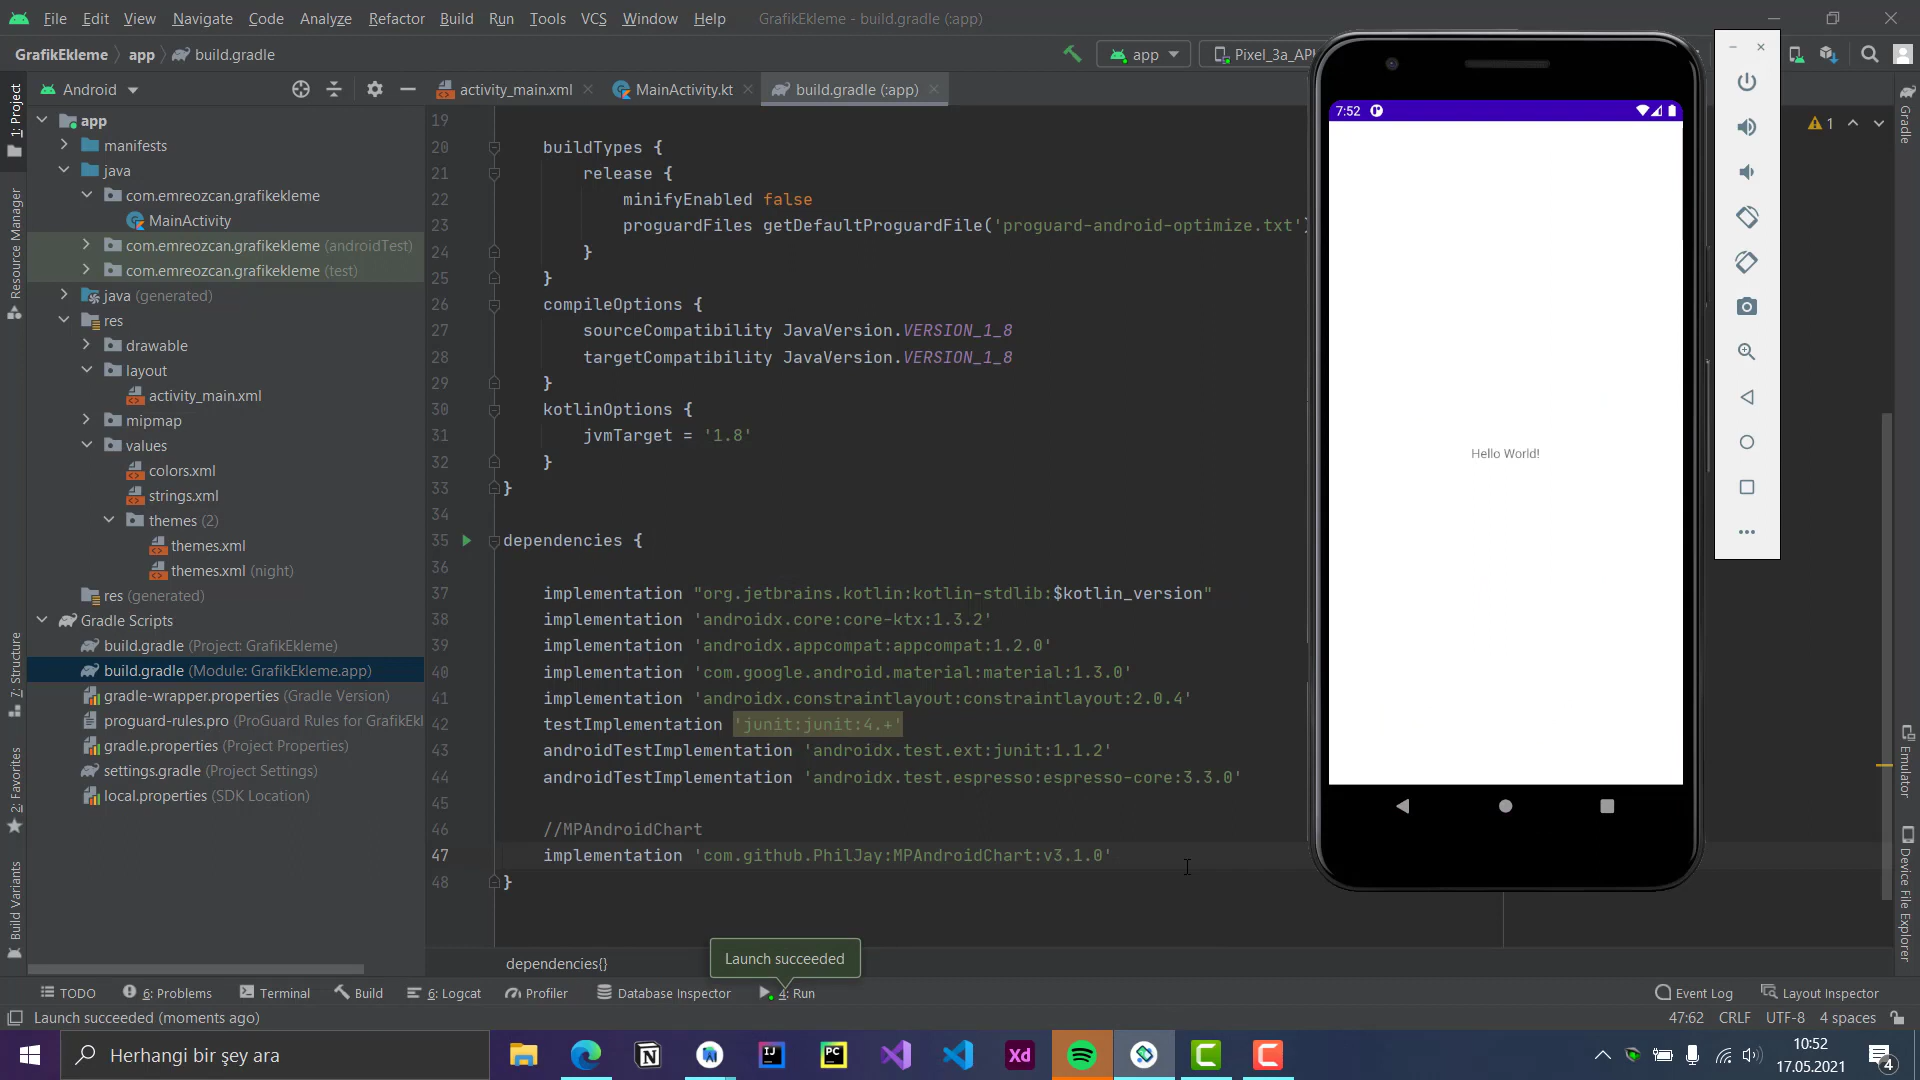 File Edit View Navigate Code Analyze Refactor Build Run Tools VCS Window Help GrafikEkleme - build.gradle (:app)
GrafikEkleme app build.gradle
app Pixel_3a_API
Android
activity_main.xml MainActivity.kt build.gradle (:app)
1: Project
Resource Manager
7: Structure
2: Favorites
Build Variants
app
manifests
java
com.emreozcan.grafikekleme
MainActivity
com.emreozcan.grafikekleme (androidTest)
com.emreozcan.grafikekleme (test)
java (generated)
res
drawable
layout
activity_main.xml
mipmap
values
colors.xml
strings.xml
themes (2)
themes.xml
themes.xml (night)
res (generated)
Gradle Scripts
build.gradle (Project: GrafikEkleme)
build.gradle (Module: GrafikEkleme.app)
gradle-wrapper.properties (Gradle Version)
proguard-rules.pro (ProGuard Rules for GrafikEkl
gradle.properties (Project Properties)
settings.gradle (Project Settings)
local.properties (SDK Location)
19
20 buildTypes {
21 release {
22 minifyEnabled false
23 proguardFiles getDefaultProguardFile('proguard-android-optimize.txt')
24 }
25 }
26 compileOptions {
27 sourceCompatibility JavaVersion.VERSION_1_8
28 targetCompatibility JavaVersion.VERSION_1_8
29 }
30 kotlinOptions {
31 jvmTarget = '1.8'
32 }
33 }
34
35 dependencies {
36
37 implementation "org.jetbrains.kotlin:kotlin-stdlib:$kotlin_version"
38 implementation 'androidx.core:core-ktx:1.3.2'
39 implementation 'androidx.appcompat:appcompat:1.2.0'
40 implementation 'com.google.android.material:material:1.3.0'
41 implementation 'androidx.constraintlayout:constraintlayout:2.0.4'
42 testImplementation 'junit:junit:4.+'
43 androidTestImplementation 'androidx.test.ext:junit:1.1.2'
44 androidTestImplementation 'androidx.test.espresso:espresso-core:3.3.0'
45
46 //MPAndroidChart
47 implementation 'com.github.PhilJay:MPAndroidChart:v3.1.0'
48 }
dependencies{}
Launch succeeded
7:52
Hello World!
1
Gradle
Emulator
Device File Explorer
TODO 6: Problems Terminal Build 6: Logcat Profiler Database Inspector 4: Run Event Log Layout Inspector
Launch succeeded (moments ago) 47:62 CRLF UTF-8 4 spaces
Herhangi bir şey ara
N IJ PC Xd
10:52
17.05.2021
4